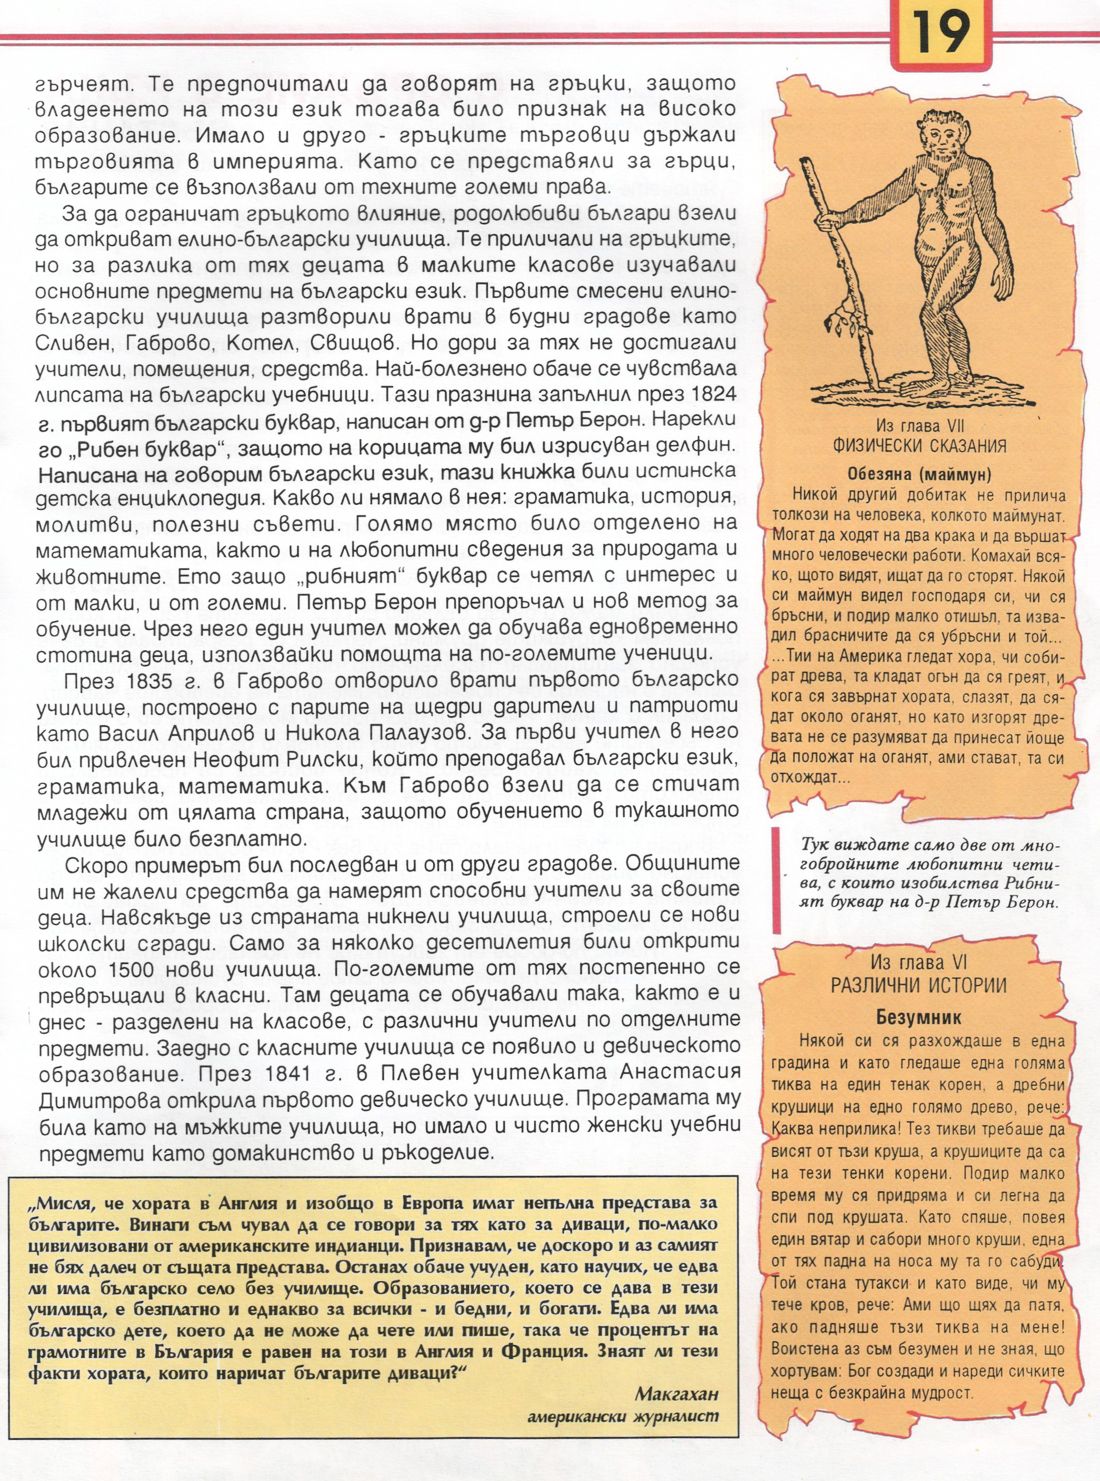 19
гърчеят. Те предпочитали да говорят на гръцки, защото
владеенето на този език тогава било признак на високо
образование. Имало и друго - гръцките търговци държали
търговията в империята. Като се представяли за гърци,
българите се възползвали от техните големи права.
За да ограничат гръцкото влияние, родолюбиви българи взели
да откриват елино-български училища. Те приличали на гръцките,
но за разлика от тях децата в малките класове изучавали
основните предмети на български език. Първите смесени елино-
български училища разтворили врати в будни градове като
Сливен, Габрово, Котел, Свищов. Но дори за тях не достигали
учители, помещения, средства. Най-болезнено обаче се чувствала
липсата на български учебници. Тази празнина запълнил през 1824
г. първият български буквар, написан от д-р Петър Берон. Нарекли
го „Рибен буквар“, защото на корицата му бил изрисуван делфин.
Написана на говорим български език, тази книжка били истинска
детска енциклопедия. Какво ли нямало в нея: граматика, история,
молитви, полезни съвети. Голямо място било отделено на
математиката, както и на любопитни сведения за природата и
животните. Ето защо „рибният“ буквар се четял с интерес и
от малки, и от големи. Петър Берон препоръчал и нов метод за
обучение. Чрез него един учител можел да обучава едновременно
стотина деца, използвайки помощта на по-големите ученици.
През 1835 г. в Габрово отворило врати първото българско
училище, построено с парите на щедри дарители и патриоти
като Васил Априлов и Никола Палаузов. За първи учител в него
бил привлечен Неофит Рилски, който преподавал български език,
граматика, математика. Към Габрово взели да се стичат
младежи от цялата страна, защото обучението в тукашното
училище било безплатно.
Скоро примерът бил последван и от други градове. Общините
им не жалели средства да намерят способни учители за своите
деца. Навсякъде из страната никнели училища, строели се нови
школски сгради. Само за няколко десетилетия били открити
около 1500 нови училища. По-големите от тях постепенно се
превръщали в класни. Там децата се обучавали така, както е и
днес - разделени на класове, с различни учители по отделните
предмети. Заедно с класните училища се появило и девическото
образование. През 1841 г. в Плевен учителката Анастасия
Димитрова открила първото девическо училище. Програмата му
била като на мъжките училища, но имало и чисто женски учебни
предмети като домакинство и ръкоделие.
„Мисля, че хората в Англия и изобщо в Европа имат непълна представа за
българите. Винаги съм чувал да се говори за тях като за диваци, по-малко
цивилизовани от американските индианци. Признавам, че доскоро и аз самият
не бях далеч от същата представа. Останах обаче учуден, като научих, че едва
ли има българско село без училище. Образованието, което се дава в тези
училища, е безплатно и еднакво за всички - и бедни, и богати. Едва ли има
българско дете, което да не може да чете или пише, така че процентът на
грамотните в България е равен на този в Англия и Франция. Знаят ли тези
факти хората, които наричат българите диваци?“
Макгахан
американски журналист
Из глава VII
ФИЗИЧЕСКИ СКАЗАНИЯ
Обезяна (маймун)
Никой другий добитак не прилича
толкози на человека, колкото маймунат.
Могат да ходят на два крака и да вършат
много человечески работи. Комахай вся-
ко, щото видят, ищат да го сторят. Някой
си маймун видел господаря си, чи ся
бръсни, и подир малко отишъл, та изва-
дил брасничите да ся убръсни и той...
...Тии на Америка гледат хора, чи соби-
рат древа, та кладат огън да ся греят, и
кога ся завърнат хората, слазят, да ся-
дат около оганят, но като изгорят дре-
вата не се разумяват да принесат йоще
да положат на оганят, ами стават, та си
отхождат...
Тук виждате само две от мно-
гобройните любопитни чети-
ва, с които изобилства Рибни-
ят буквар на д-р Петър Берон.
Из глава VI
РАЗЛИЧНИ ИСТОРИИ
Безумник
Някой си ся разхождаше в една
градина и като гледаше една голяма
тиква на един тенак корен, а дребни
крушици на едно голямо древо, рече:
Каква неприлика! Тез тикви требаше да
висят от тъзи круша, а крушиците да са
на тези тенки корени. Подир малко
време му ся придряма и си легна да
спи под крушата. Като спяше, повея
един вятар и сабори много круши, една
от тях падна на носа му та го сабуди.
Той стана тутакси и като виде, чи му
тече кров, рече: Ами що щях да патя,
ако падняше тъзи тиква на мене!
Воистена аз съм безумен и не зная, що
хортувам: Бог создади и нареди сичките
неща с безкрайна мудрост.